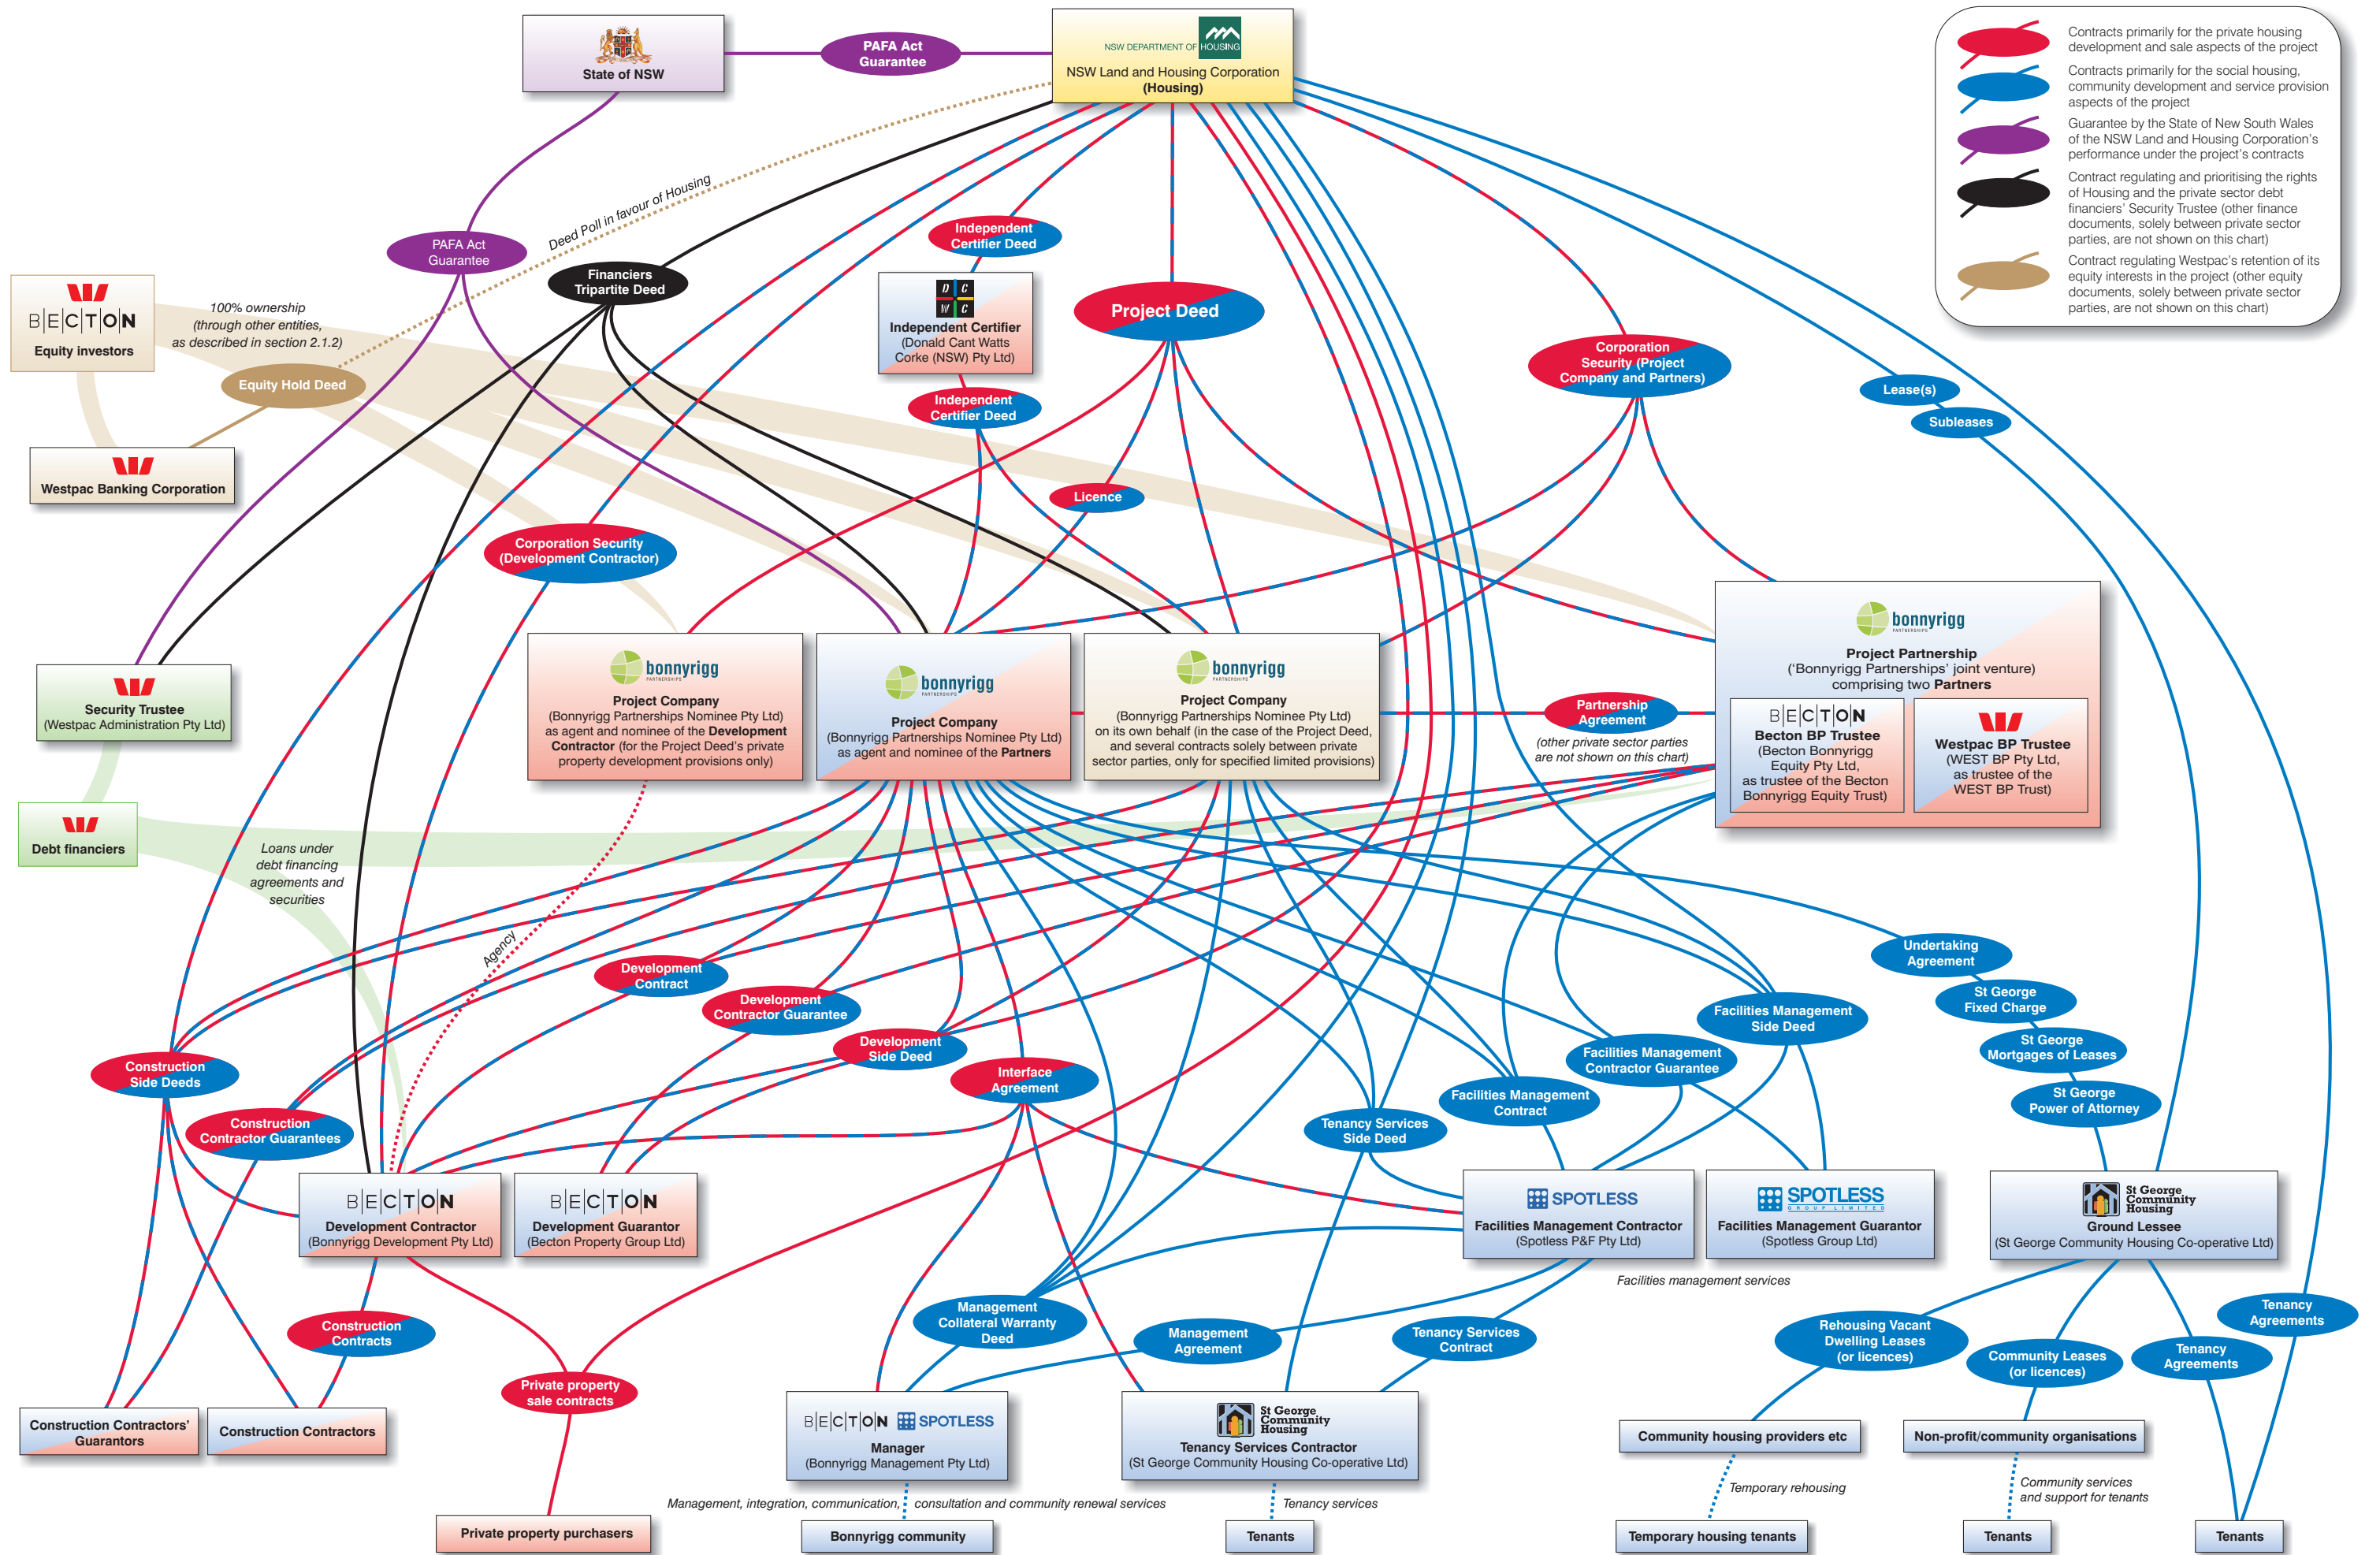 State of NSW
PAFA Act
Guarantee
NSW DEPARTMENT OF HOUSING
NSW Land and Housing Corporation
(Housing)
Contracts primarily for the private housing
development and sale aspects of the project
Contracts primarily for the social housing,
community development and service provision
aspects of the project
Guarantee by the State of New South Wales
of the NSW Land and Housing Corporation's
performance under the project's contracts
Contract regulating and prioritising the rights
of Housing and the private sector debt
financiers' Security Trustee (other finance
documents, solely between private sector
parties, are not shown on this chart)
Contract regulating Westpac's retention of its
equity interests in the project (other equity
documents, solely between private sector
parties, are not shown on this chart)
Deed Poll in favour of Housing
PAFA Act
Guarantee
Financiers
Tripartite Deed
Independent
Certifier Deed
D C
W C
Independent Certifier
(Donald Cant Watts
Corke (NSW) Pty Ltd)
Independent
Certifier Deed
Project Deed
Corporation
Security (Project
Company and Partners)
Lease(s)
Subleases
BECTON
Equity investors
100% ownership
(through other entities,
as described in section 2.1.2)
Equity Hold Deed
Westpac Banking Corporation
Licence
Corporation Security
(Development Contractor)
Security Trustee
(Westpac Administration Pty Ltd)
bonnyrigg
PARTNERSHIPS
Project Company
(Bonnyrigg Partnerships Nominee Pty Ltd)
as agent and nominee of the Development
Contractor (for the Project Deed's private
property development provisions only)
bonnyrigg
PARTNERSHIPS
Project Company
(Bonnyrigg Partnerships Nominee Pty Ltd)
as agent and nominee of the Partners
bonnyrigg
PARTNERSHIPS
Project Company
(Bonnyrigg Partnerships Nominee Pty Ltd)
on its own behalf (in the case of the Project Deed,
and several contracts solely between private
sector parties, only for specified limited provisions)
Partnership
Agreement
(other private sector parties
are not shown on this chart)
bonnyrigg
PARTNERSHIPS
Project Partnership
('Bonnyrigg Partnerships' joint venture)
comprising two Partners
BECTON
Becton BP Trustee
(Becton Bonnyrigg
Equity Pty Ltd,
as trustee of the Becton
Bonnyrigg Equity Trust)
Westpac BP Trustee
(WEST BP Pty Ltd,
as trustee of the
WEST BP Trust)
Debt financiers
Loans under
debt financing
agreements and
securities
Agency
Development
Contract
Development
Contractor Guarantee
Development
Side Deed
Interface
Agreement
Construction
Side Deeds
Construction
Contractor Guarantees
Tenancy Services
Side Deed
Facilities Management
Contract
Facilities Management
Contractor Guarantee
Facilities Management
Side Deed
Undertaking
Agreement
St George
Fixed Charge
St George
Mortgages of Leases
St George
Power of Attorney
BECTON
Development Contractor
(Bonnyrigg Development Pty Ltd)
BECTON
Development Guarantor
(Becton Property Group Ltd)
SPOTLESS
Facilities Management Contractor
(Spotless P&F Pty Ltd)
SPOTLESS
GROUP LIMITED
Facilities Management Guarantor
(Spotless Group Ltd)
St George
Community
Housing
Ground Lessee
(St George Community Housing Co-operative Ltd)
Facilities management services
Construction
Contracts
Private property
sale contracts
Management
Collateral Warranty
Deed
Management
Agreement
Tenancy Services
Contract
Rehousing Vacant
Dwelling Leases
(or licences)
Community Leases
(or licences)
Tenancy
Agreements
Tenancy
Agreements
Construction Contractors'
Guarantors
Construction Contractors
BECTON SPOTLESS
Manager
(Bonnyrigg Management Pty Ltd)
St George
Community
Housing
Tenancy Services Contractor
(St George Community Housing Co-operative Ltd)
Community housing providers etc
Non-profit/community organisations
Management, integration, communication, consultation and community renewal services
Tenancy services
Temporary rehousing
Community services
and support for tenants
Private property purchasers
Bonnyrigg community
Tenants
Temporary housing tenants
Tenants
Tenants